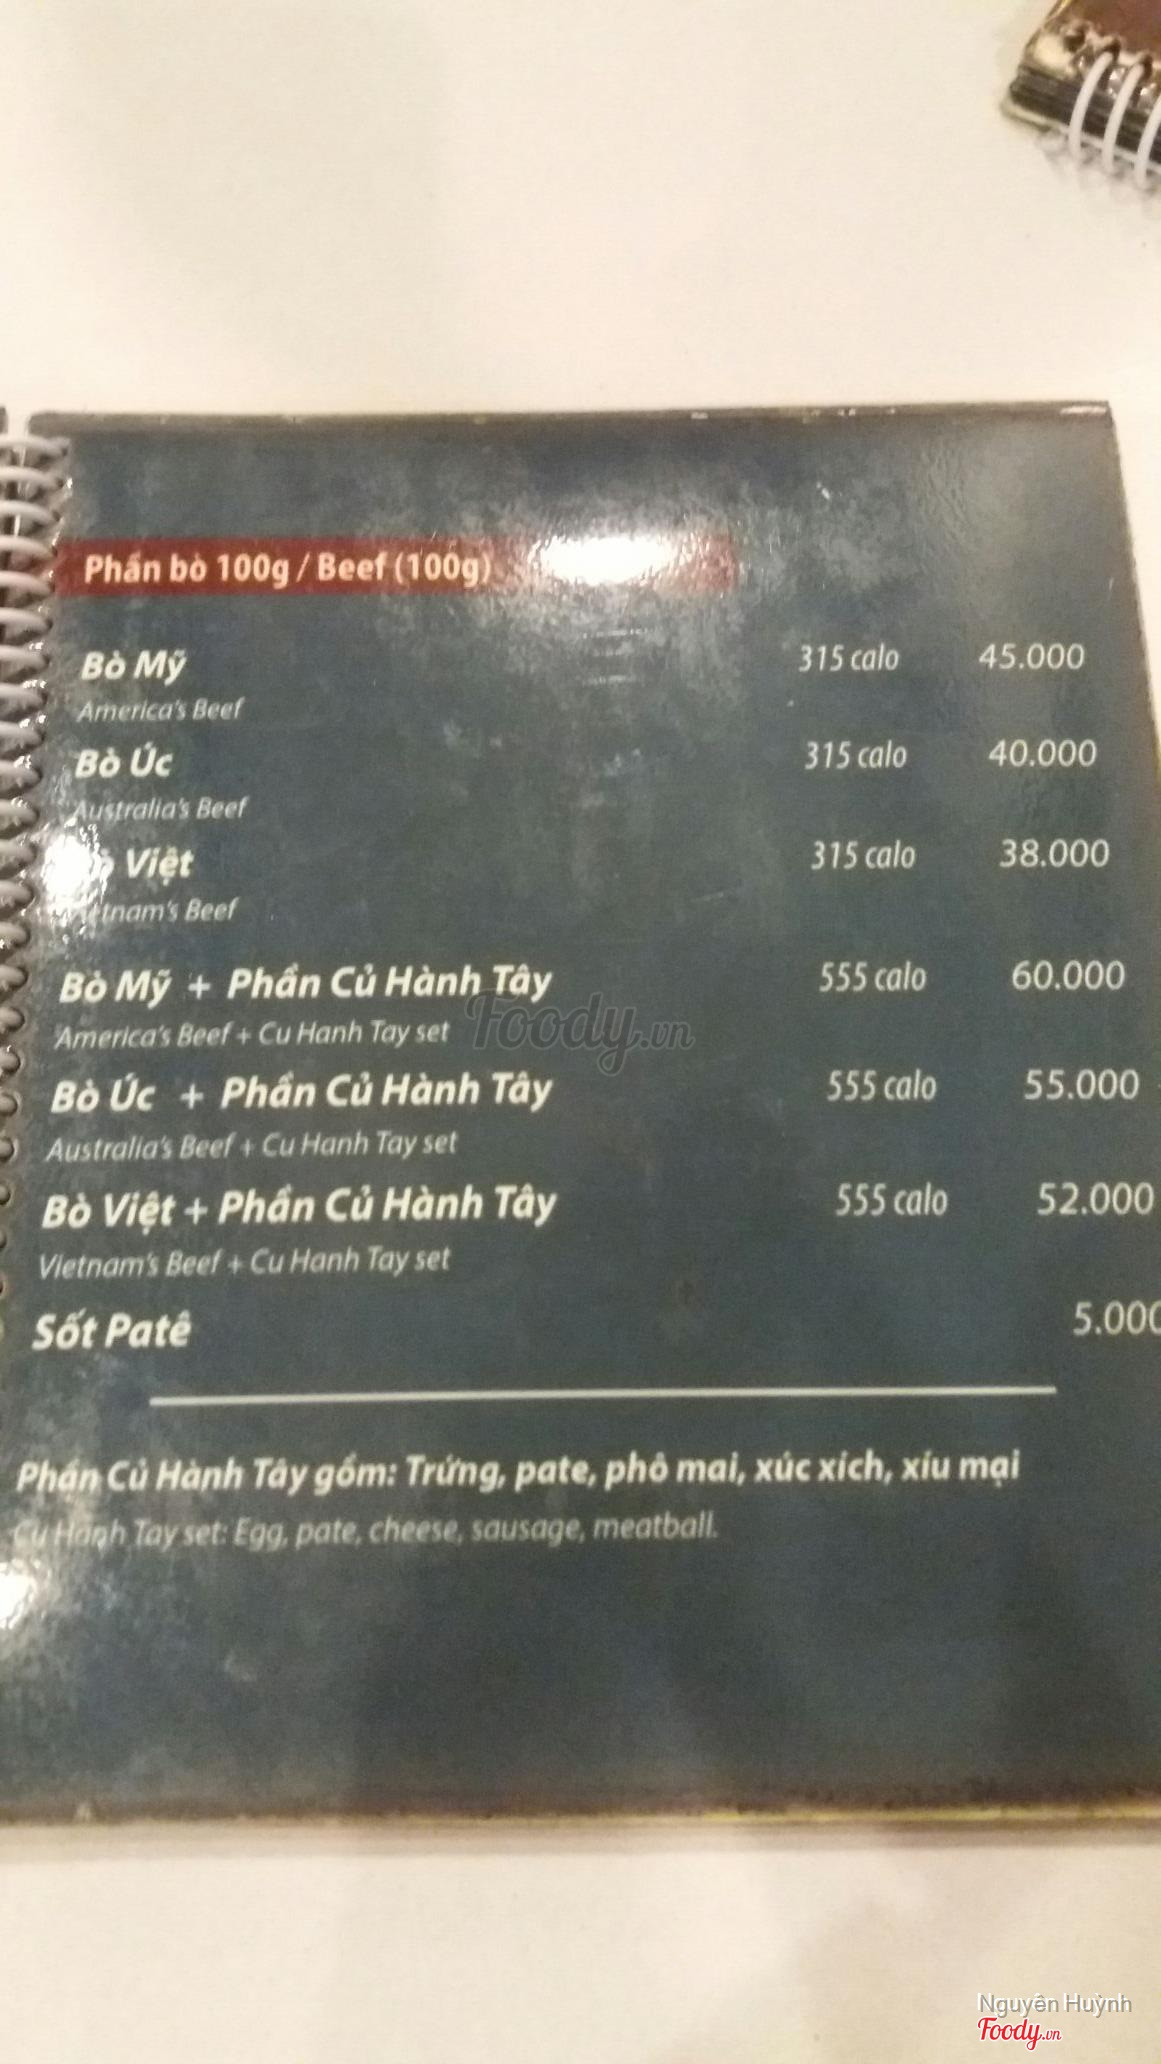 Phần bò 100g / Beef (100g)
Bò Mỹ 315 calo 45.000
America's Beef
Bò Úc 315 calo 40.000
Australia's Beef
Việt 315 calo 38.000
Vietnam's Beef
Bò Mỹ + Phần Củ Hành Tây 555 calo 60.000
America's Beef + Cu Hanh Tay set
Foody.vn
Bò Úc + Phần Củ Hành Tây 555 calo 55.000
Australia's Beef + Cu Hanh Tay set
Bò Việt + Phần Củ Hành Tây 555 calo 52.000
Vietnam's Beef + Cu Hanh Tay set
Sốt Patê 5.000
Phần Củ Hành Tây gồm: Trứng, pate, phô mai, xúc xích, xíu mại
Cu Hanh Tay set: Egg, pate, cheese, sausage, meatball.
Nguyên Huỳnh
Foody.vn